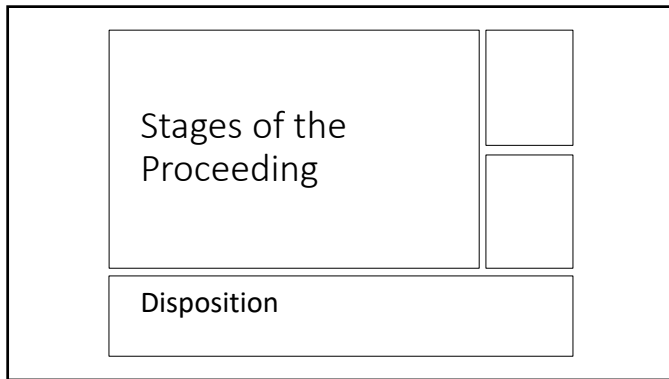 Stages of the
Proceeding
Disposition